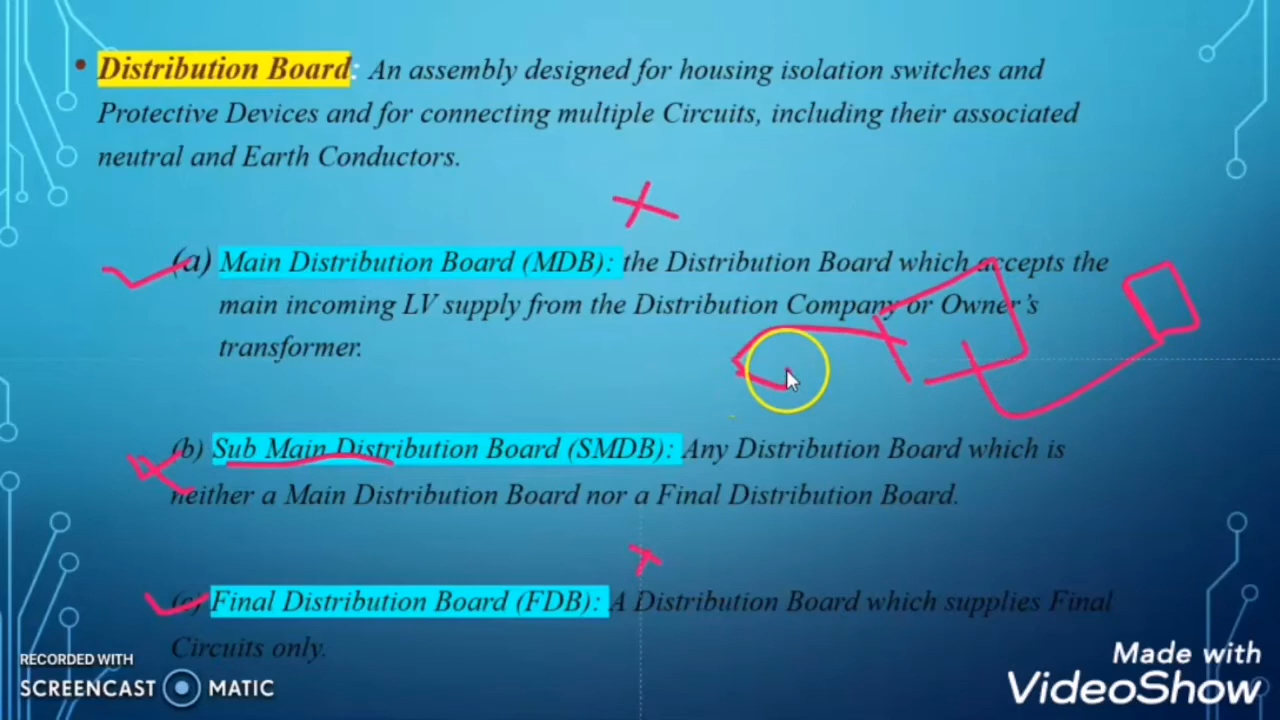 • Distribution Board: An assembly designed for housing isolation switches and
Protective Devices and for connecting multiple Circuits, including their associated
neutral and Earth Conductors.
(a) Main Distribution Board (MDB): the Distribution Board which accepts the
main incoming LV supply from the Distribution Company or Owner's
transformer.
(b) Sub Main Distribution Board (SMDB): Any Distribution Board which is
neither a Main Distribution Board nor a Final Distribution Board.
(c) Final Distribution Board (FDB): A Distribution Board which supplies Final
Circuits only.
RECORDED WITH
SCREENCAST MATIC
Made with
VideoShow